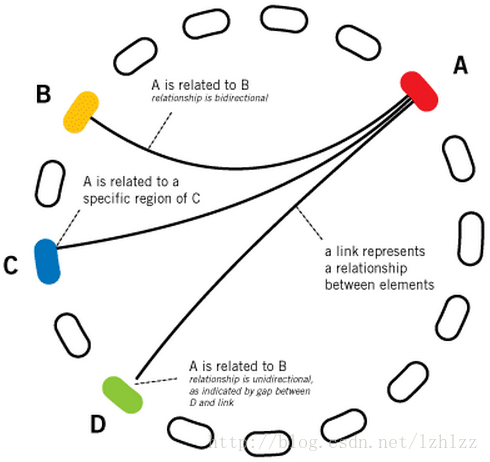 A
B
A is related to B
relationship is bidirectional
A is related to a
specific region of C
C
a link represents
a relationship
between elements
A is related to B
relationship is unidirectional,
as indicated by gap between
D and link
D
http://blog.csdn.net/lzhlzz